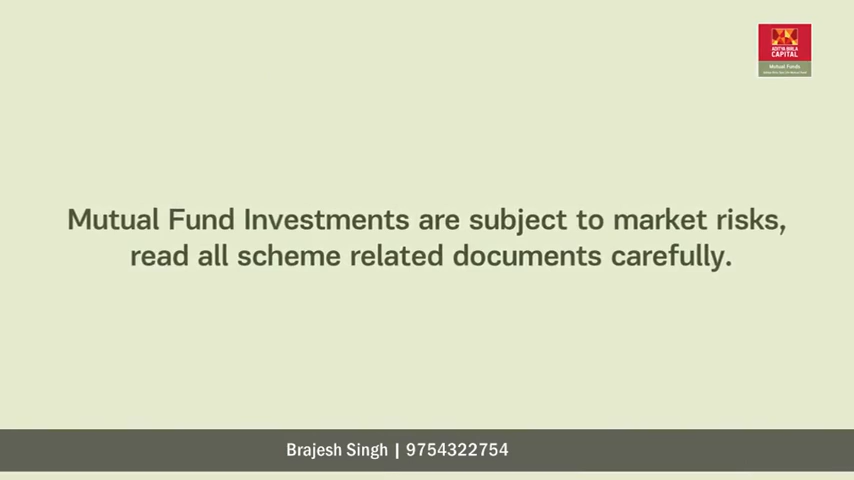 ADITYA BIRLA
CAPITAL
Mutual Funds
Mutual Fund Investments are subject to market risks,
read all scheme related documents carefully.
Brajesh Singh | 9754322754